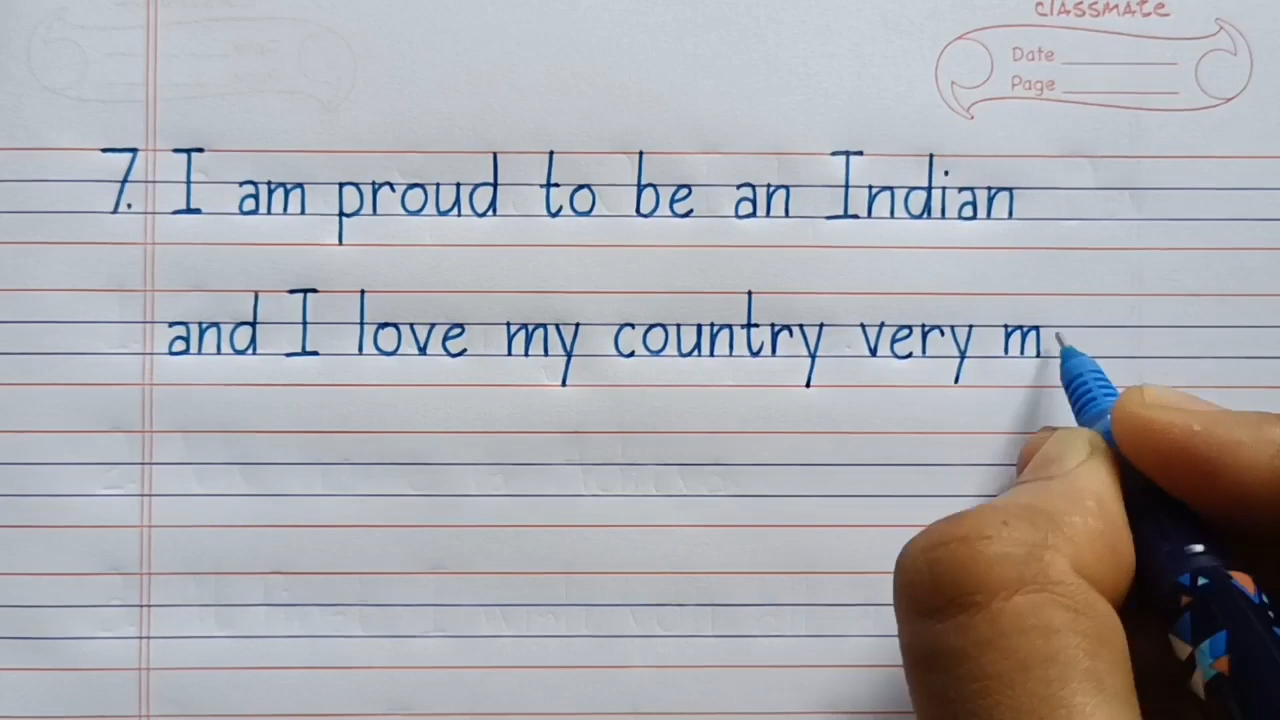 classmate
Date
Page
7. I am proud to be an Indian
and I love my country very m